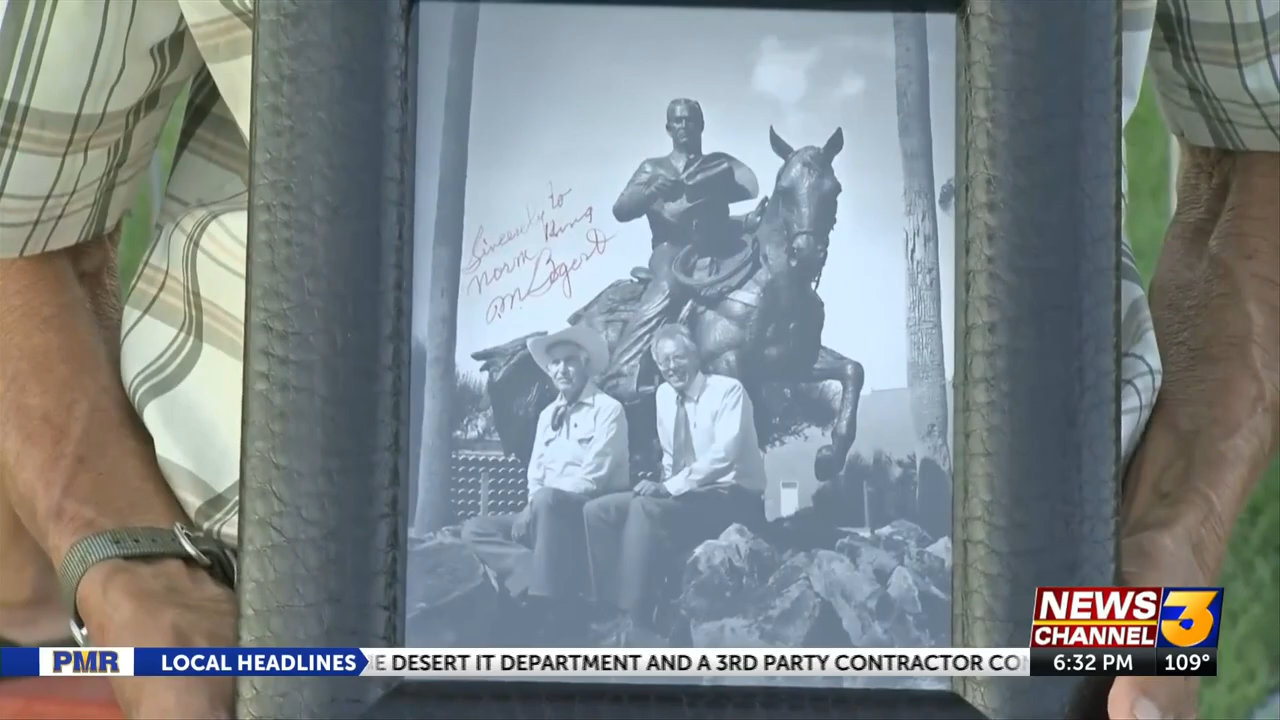 Sincerely to
Norm King
PMR
LOCAL HEADLINES
E DESERT IT DEPARTMENT AND A 3RD PARTY CONTRACTOR CO
NEWS
CHANNEL 3
6:32 PM
109°